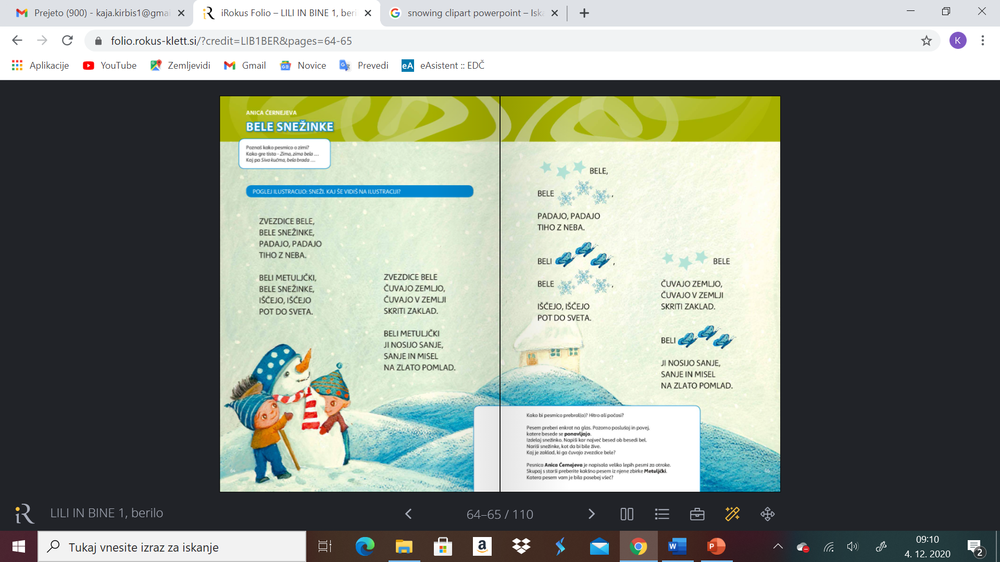 Prejeto (900) - kaja.kirbis1@gmai
iRokus Folio – LILI IN BINE 1, beri
snowing clipart powerpoint – Iska
folio.rokus-klett.si/?credit=LIB1BER&pages=64-65
K
Aplikacije
YouTube
Zemljevidi
Gmail
Novice
Prevedi
eA
eAsistent :: EDČ
ANICA ČERNEJEVA
BELE SNEŽINKE
Poznaš kako pesmico o zimi?
Kako gre tista - Zima, zima bela ...
Kaj pa Siva kučma, bela brada ...
POGLEJ ILUSTRACIJO: SNEŽI. KAJ ŠE VIDIŠ NA ILUSTRACIJI?
ZVEZDICE BELE,
BELE SNEŽINKE,
PADAJO, PADAJO
TIHO Z NEBA.
BELI METULJČKI,
BELE SNEŽINKE,
IŠČEJO, IŠČEJO
POT DO SVETA.
ZVEZDICE BELE
ČUVAJO ZEMLJO,
ČUVAJO V ZEMLJI
SKRITI ZAKLAD.
BELI METULJČKI
JI NOSIJO SANJE,
SANJE IN MISEL
NA ZLATO POMLAD.
64
BELE,
BELE ,
PADAJO, PADAJO
TIHO Z NEBA.
BELI ,
BELE ,
IŠČEJO, IŠČEJO
POT DO SVETA.
BELE
ČUVAJO ZEMLJO,
ČUVAJO V ZEMLJI
SKRITI ZAKLAD.
BELI
JI NOSIJO SANJE,
SANJE IN MISEL
NA ZLATO POMLAD.
Kako bi pesmico prebral(a)? Hitro ali počasi?
Pesem preberi enkrat na glas. Pozorno poslušaj in povej,
katere besede se ponavljajo.
Izdelaj snežinko. Napiši kar največ besed ob besedi bel.
Nariši snežinke, kot da bi bile žive.
Kaj je zaklad, ki ga čuvajo zvezdice bele?
Pesnica Anica Černejeva je napisala veliko lepih pesmi za otroke.
Skupaj s starši preberite kakšno pesem iz njene zbirke Metuljčki.
Katera pesem vam je bila posebej všeč?
65
iR
LILI IN BINE 1, berilo
64–65 / 110
Tukaj vnesite izraz za iskanje
09:10
4. 12. 2020
2